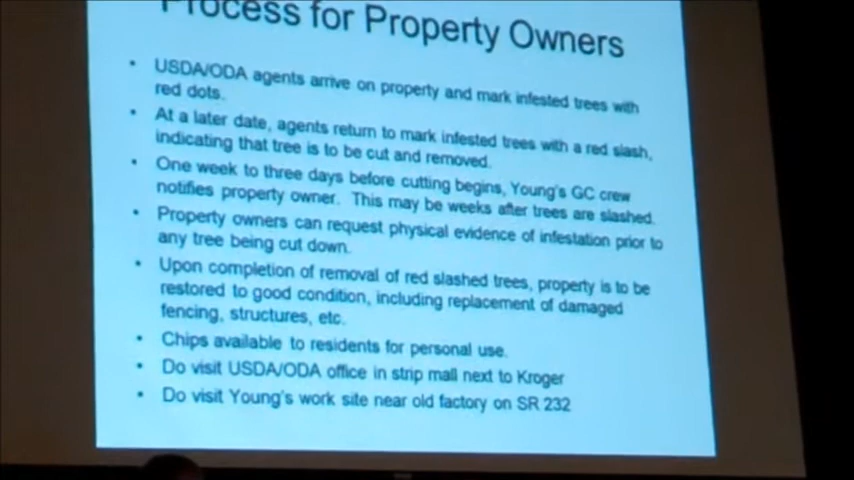 Process for Property Owners
• USDA/ODA agents arrive on property and mark infested trees with
red dots.
• At a later date, agents return to mark infested trees with a red slash,
indicating that tree is to be cut and removed.
• One week to three days before cutting begins, Young's GC crew
notifies property owner. This may be weeks after trees are slashed.
• Property owners can request physical evidence of infestation prior to
any tree being cut down.
• Upon completion of removal of red slashed trees, property is to be
restored to good condition, including replacement of damaged
fencing, structures, etc.
• Chips available to residents for personal use.
• Do visit USDA/ODA office in strip mall next to Kroger
• Do visit Young's work site near old factory on SR 232